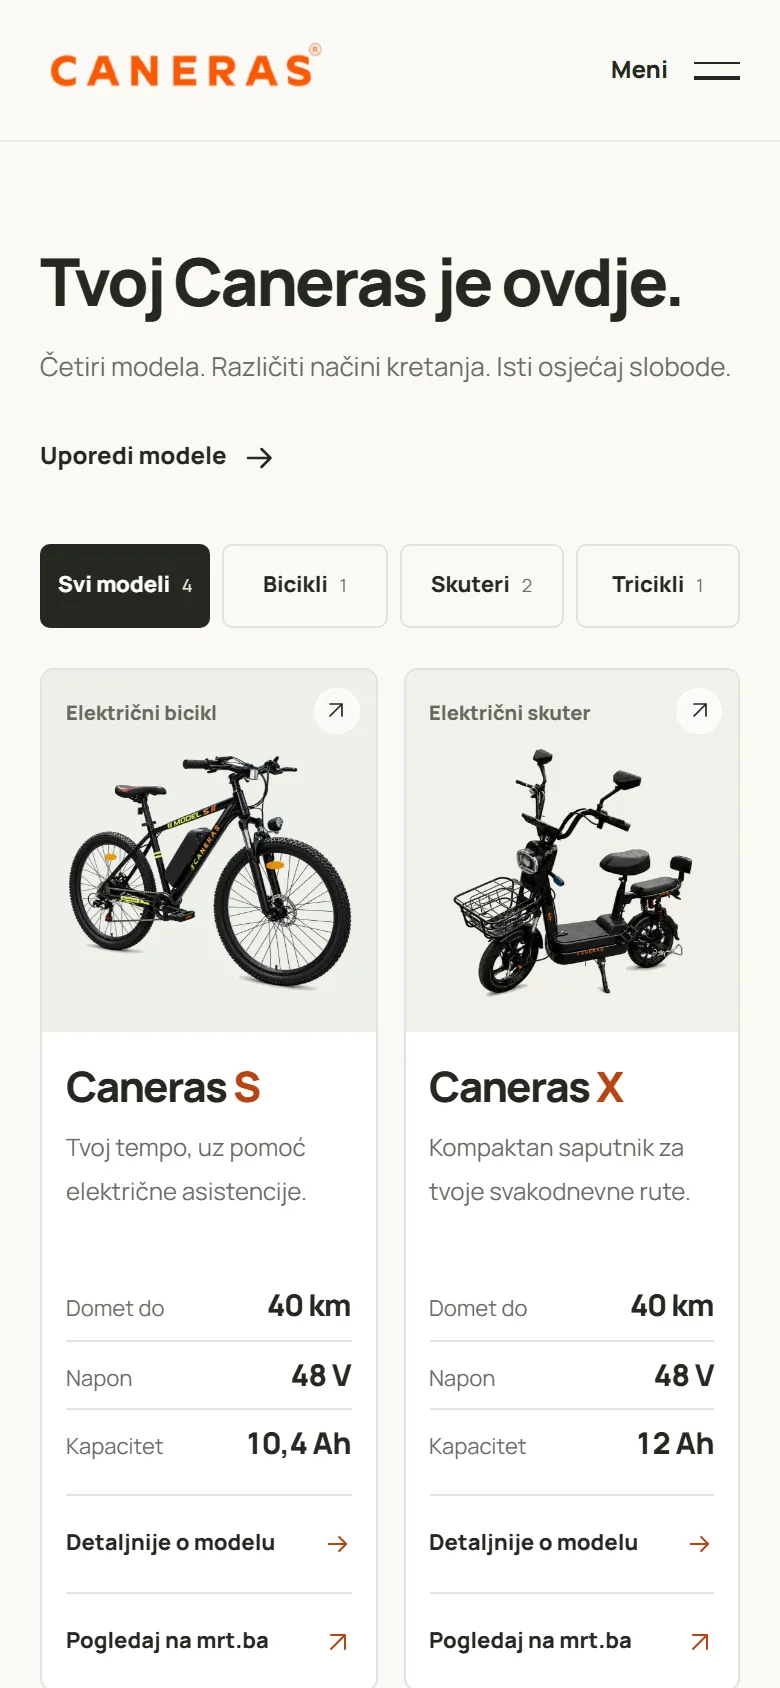 CANERAS®
Meni
Tvoj Caneras je ovdje.
Četiri modela. Različiti načini kretanja. Isti osjećaj slobode.
Uporedi modele
Svi modeli 4
Bicikli 1
Skuteri 2
Tricikli 1
Električni bicikl
MODEL S
CANERAS
Caneras S
Tvoj tempo, uz pomoć
električne asistencije.
Domet do 40 km
Napon 48 V
Kapacitet 10,4 Ah
Detaljnije o modelu
Pogledaj na mrt.ba
Električni skuter
CANERAS
Caneras X
Kompaktan saputnik za
tvoje svakodnevne rute.
Domet do 40 km
Napon 48 V
Kapacitet 12 Ah
Detaljnije o modelu
Pogledaj na mrt.ba